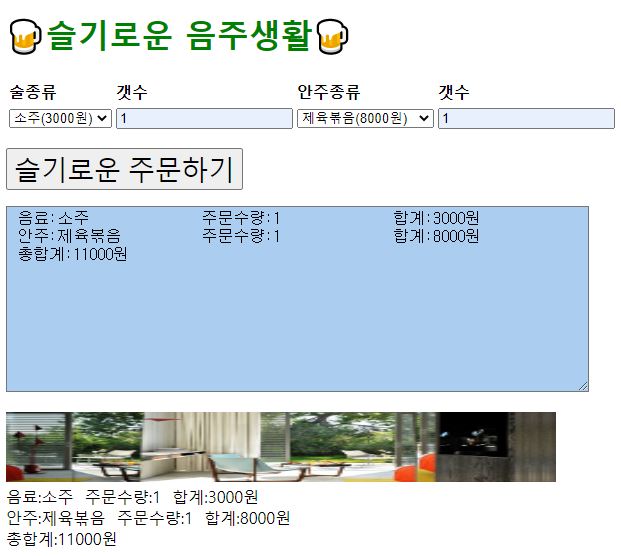 슬기로운 음주생활
술종류 갯수 안주종류 갯수
소주(3000원) 1 제육볶음(8000원) 1
슬기로운 주문하기
음료:소주 주문수량:1 합계:3000원
안주:제육볶음 주문수량:1 합계:8000원
총합계:11000원
음료:소주 주문수량:1 합계:3000원
안주:제육볶음 주문수량:1 합계:8000원
총합계:11000원